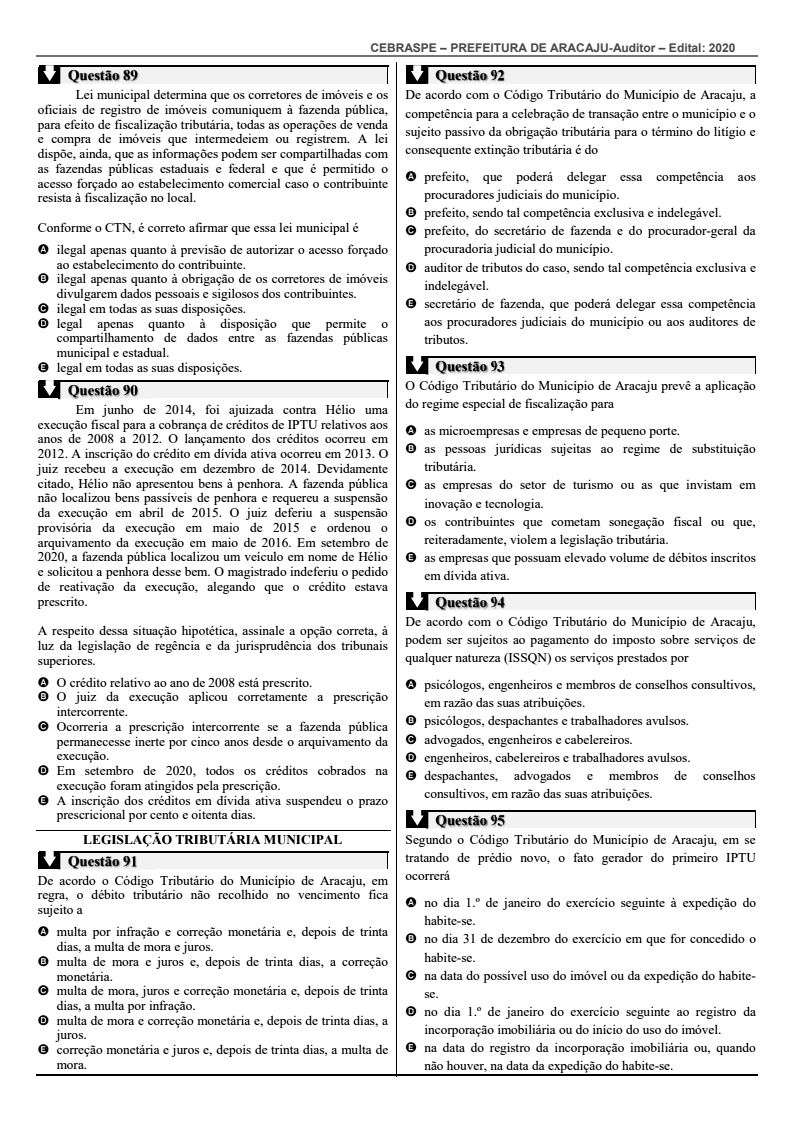 CEBRASPE – PREFEITURA DE ARACAJU-Auditor – Edital: 2020
Questão 89
Lei municipal determina que os corretores de imóveis e os
oficiais de registro de imóveis comuniquem à fazenda pública,
para efeito de fiscalização tributária, todas as operações de venda
e compra de imóveis que intermedeiem ou registrem. A lei
dispõe, ainda, que as informações podem ser compartilhadas com
as fazendas públicas estaduais e federal e que é permitido o
acesso forçado ao estabelecimento comercial caso o contribuinte
resista à fiscalização no local.
Conforme o CTN, é correto afirmar que essa lei municipal é
A ilegal apenas quanto à previsão de autorizar o acesso forçado
ao estabelecimento do contribuinte.
B ilegal apenas quanto à obrigação de os corretores de imóveis
divulgarem dados pessoais e sigilosos dos contribuintes.
C ilegal em todas as suas disposições.
D legal apenas quanto à disposição que permite o
compartilhamento de dados entre as fazendas públicas
municipal e estadual.
E legal em todas as suas disposições.
Questão 90
Em junho de 2014, foi ajuizada contra Hélio uma
execução fiscal para a cobrança de créditos de IPTU relativos aos
anos de 2008 a 2012. O lançamento dos créditos ocorreu em
2012. A inscrição do crédito em dívida ativa ocorreu em 2013. O
juiz recebeu a execução em dezembro de 2014. Devidamente
citado, Hélio não apresentou bens à penhora. A fazenda pública
não localizou bens passíveis de penhora e requereu a suspensão
da execução em abril de 2015. O juiz deferiu a suspensão
provisória da execução em maio de 2015 e ordenou o
arquivamento da execução em maio de 2016. Em setembro de
2020, a fazenda pública localizou um veículo em nome de Hélio
e solicitou a penhora desse bem. O magistrado indeferiu o pedido
de reativação da execução, alegando que o crédito estava
prescrito.
A respeito dessa situação hipotética, assinale a opção correta, à
luz da legislação de regência e da jurisprudência dos tribunais
superiores.
A O crédito relativo ao ano de 2008 está prescrito.
B O juiz da execução aplicou corretamente a prescrição
intercorrente.
C Ocorreria a prescrição intercorrente se a fazenda pública
permanecesse inerte por cinco anos desde o arquivamento da
execução.
D Em setembro de 2020, todos os créditos cobrados na
execução foram atingidos pela prescrição.
E A inscrição dos créditos em dívida ativa suspendeu o prazo
prescricional por cento e oitenta dias.
LEGISLAÇÃO TRIBUTÁRIA MUNICIPAL
Questão 91
De acordo o Código Tributário do Município de Aracaju, em
regra, o débito tributário não recolhido no vencimento fica
sujeito a
A multa por infração e correção monetária e, depois de trinta
dias, a multa de mora e juros.
B multa de mora e juros e, depois de trinta dias, a correção
monetária.
C multa de mora, juros e correção monetária e, depois de trinta
dias, a multa por infração.
D multa de mora e correção monetária e, depois de trinta dias, a
juros.
E correção monetária e juros e, depois de trinta dias, a multa de
mora.
Questão 92
De acordo com o Código Tributário do Município de Aracaju, a
competência para a celebração de transação entre o município e o
sujeito passivo da obrigação tributária para o término do litígio e
consequente extinção tributária é do
A prefeito, que poderá delegar essa competência aos
procuradores judiciais do município.
B prefeito, sendo tal competência exclusiva e indelegável.
C prefeito, do secretário de fazenda e do procurador-geral da
procuradoria judicial do município.
D auditor de tributos do caso, sendo tal competência exclusiva e
indelegável.
E secretário de fazenda, que poderá delegar essa competência
aos procuradores judiciais do município ou aos auditores de
tributos.
Questão 93
O Código Tributário do Município de Aracaju prevê a aplicação
do regime especial de fiscalização para
A as microempresas e empresas de pequeno porte.
B as pessoas jurídicas sujeitas ao regime de substituição
tributária.
C as empresas do setor de turismo ou as que invistam em
inovação e tecnologia.
D os contribuintes que cometam sonegação fiscal ou que,
reiteradamente, violem a legislação tributária.
E as empresas que possuam elevado volume de débitos inscritos
em dívida ativa.
Questão 94
De acordo com o Código Tributário do Município de Aracaju,
podem ser sujeitos ao pagamento do imposto sobre serviços de
qualquer natureza (ISSQN) os serviços prestados por
A psicólogos, engenheiros e membros de conselhos consultivos,
em razão das suas atribuições.
B psicólogos, despachantes e trabalhadores avulsos.
C advogados, engenheiros e cabelereiros.
D engenheiros, cabelereiros e trabalhadores avulsos.
E despachantes, advogados e membros de conselhos
consultivos, em razão das suas atribuições.
Questão 95
Segundo o Código Tributário do Município de Aracaju, em se
tratando de prédio novo, o fato gerador do primeiro IPTU
ocorrerá
A no dia 1.º de janeiro do exercício seguinte à expedição do
habite-se.
B no dia 31 de dezembro do exercício em que for concedido o
habite-se.
C na data do possível uso do imóvel ou da expedição do habite-
se.
D no dia 1.º de janeiro do exercício seguinte ao registro da
incorporação imobiliária ou do início do uso do imóvel.
E na data do registro da incorporação imobiliária ou, quando
não houver, na data da expedição do habite-se.